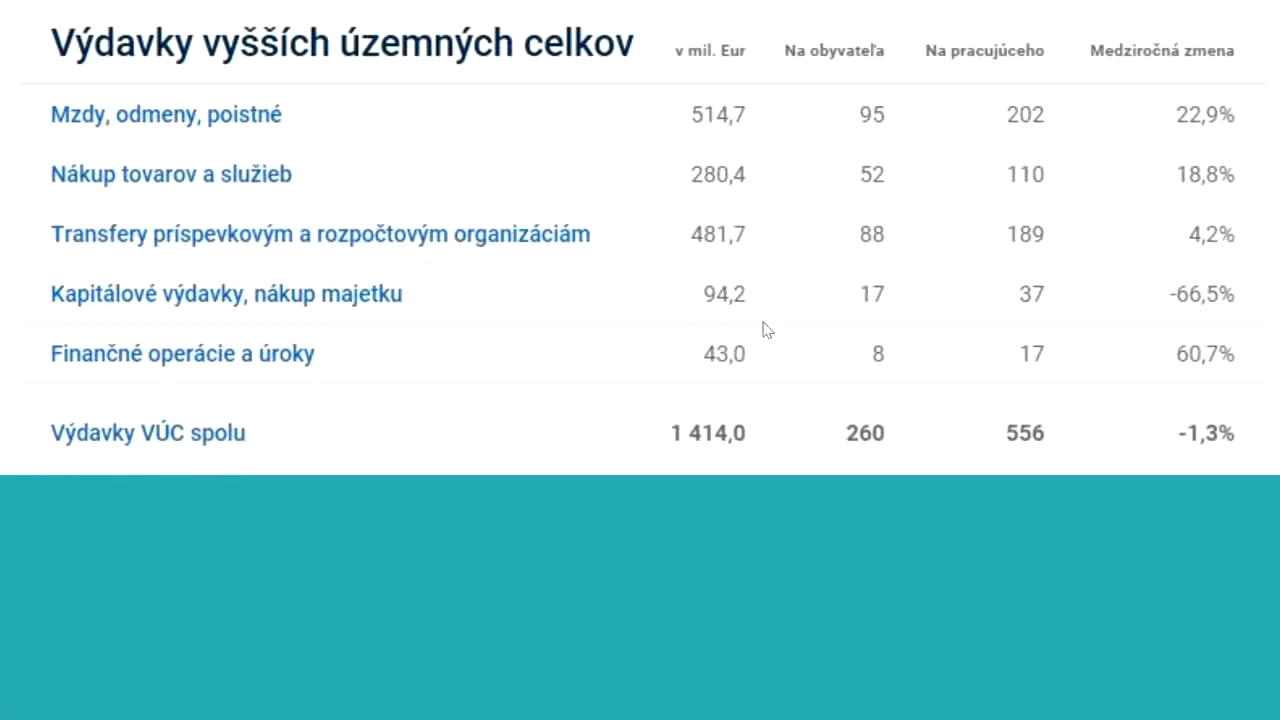 Výdavky vyšších územných celkov v mil. Eur Na obyvateľa Na pracujúceho Medziročná zmena
Mzdy, odmeny, poistné 514,7 95 202 22,9%
Nákup tovarov a služieb 280,4 52 110 18,8%
Transfery príspevkovým a rozpočtovým organizáciám 481,7 88 189 4,2%
Kapitálové výdavky, nákup majetku 94,2 17 37 -66,5%
Finančné operácie a úroky 43,0 8 17 60,7%
Výdavky VÚC spolu 1 414,0 260 556 -1,3%